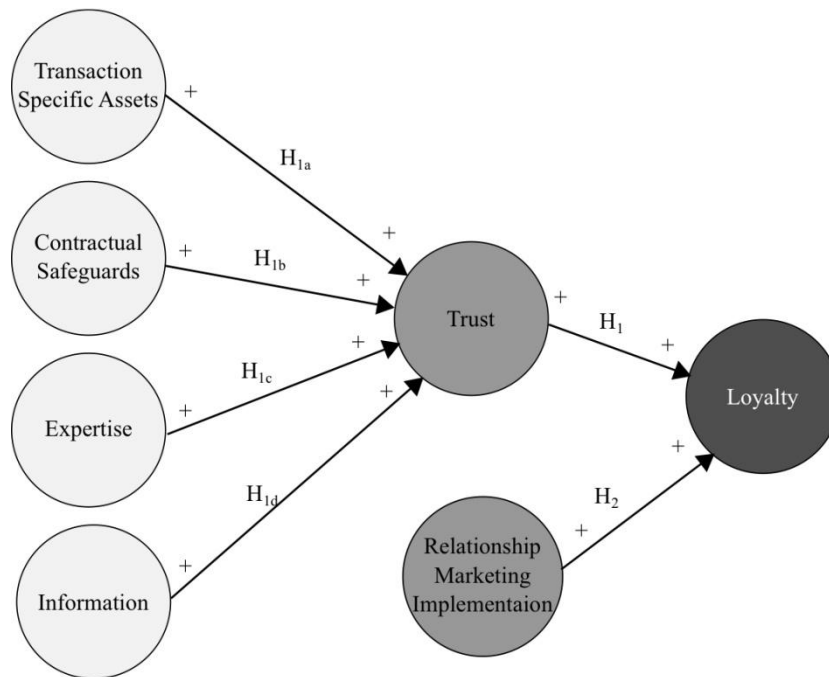 Transaction
Specific Assets
+
H1a
+
Contractual
Safeguards
+
H1b
+
Trust
+
H1
+
Loyalty
Expertise
+
H1c
+
Information
+
H1d
+
Relationship
Marketing
Implementaion
+
H2
+